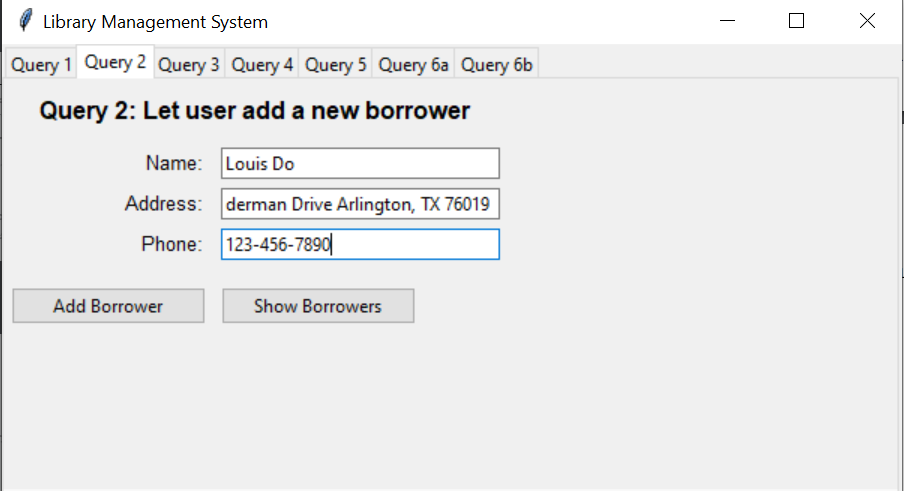 Library Management System
Query 1 Query 2 Query 3 Query 4 Query 5 Query 6a Query 6b
Query 2: Let user add a new borrower
Name: Louis Do
Address: derman Drive Arlington, TX 76019
Phone: 123-456-7890
Add Borrower Show Borrowers